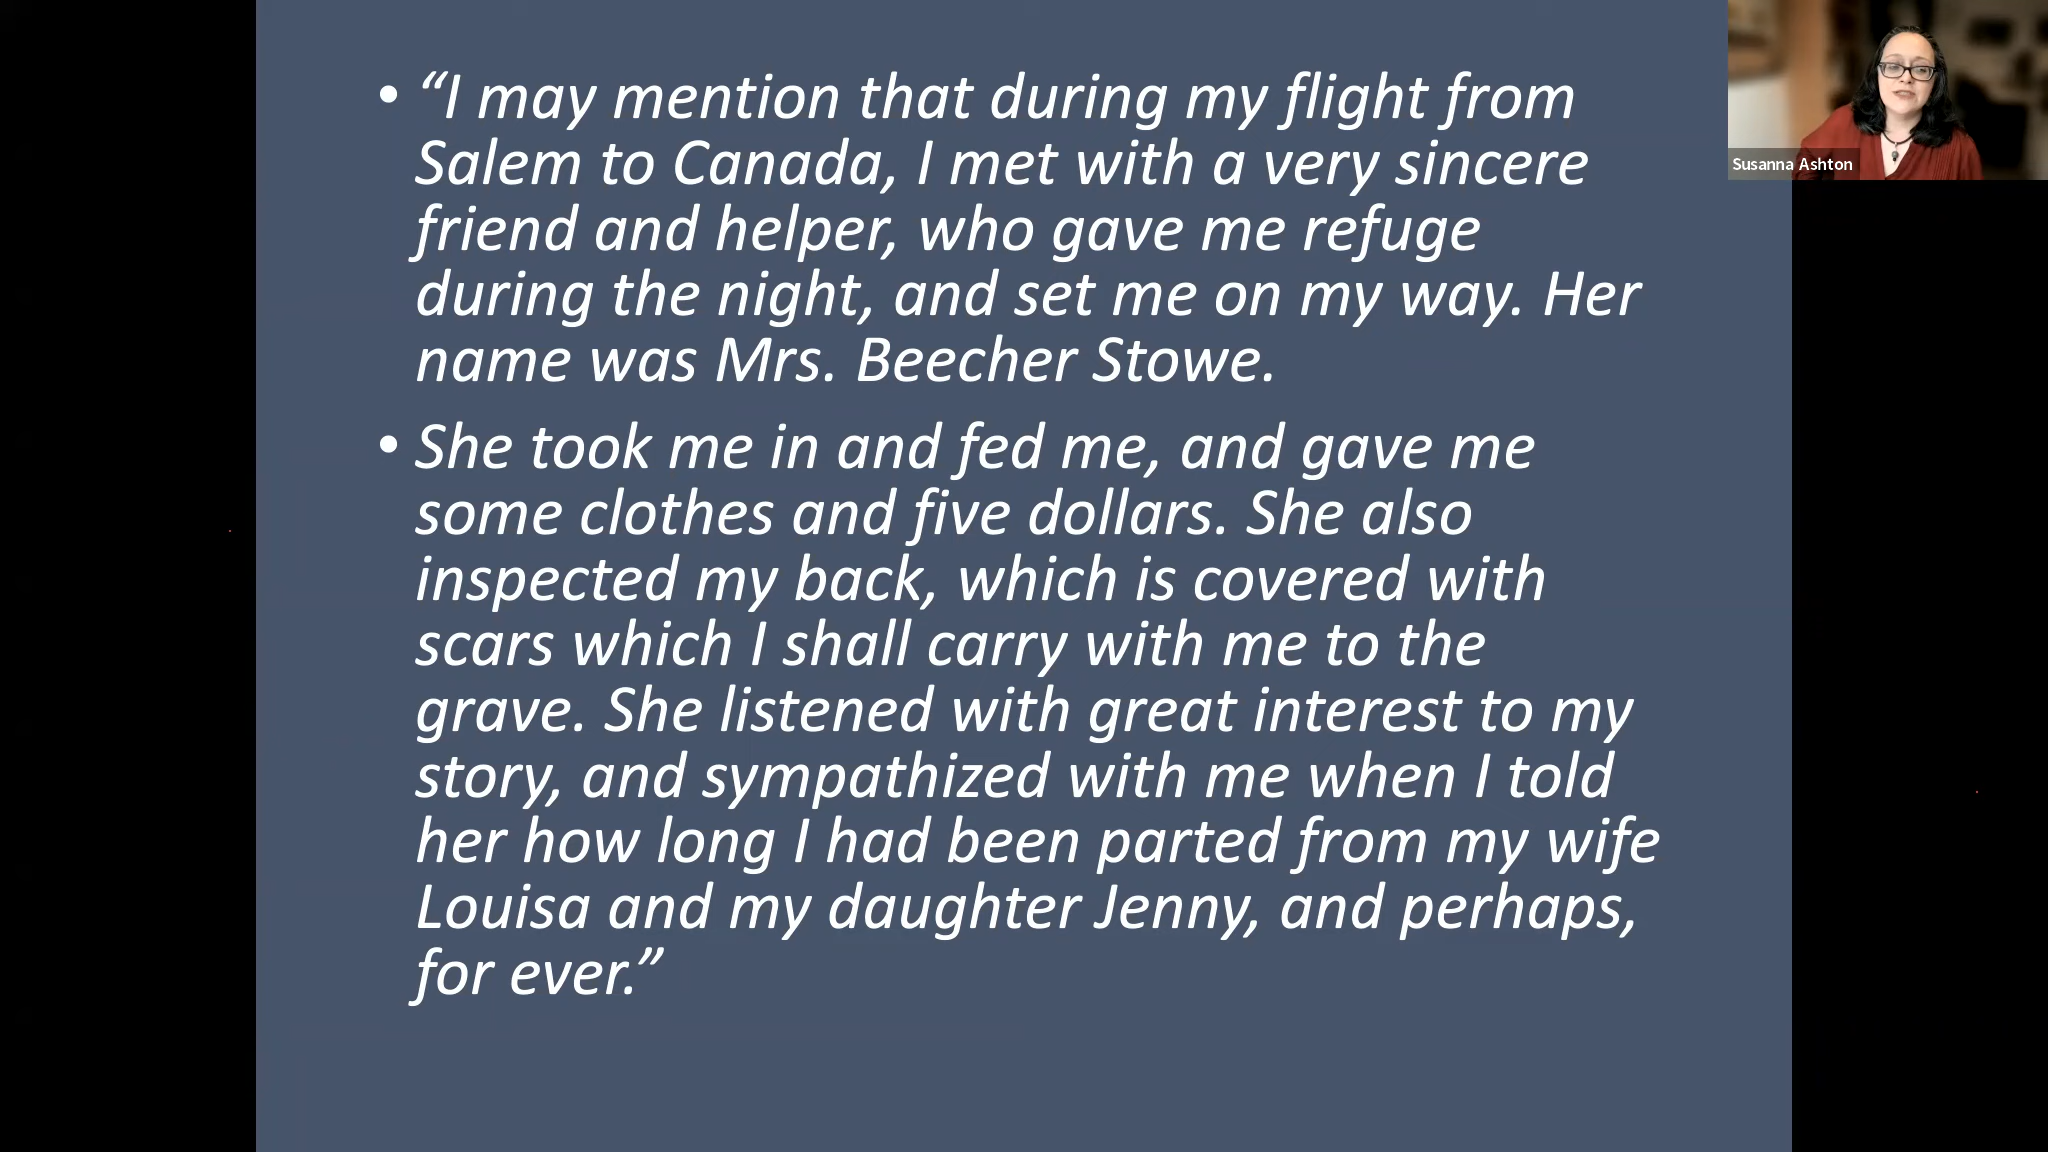 • “I may mention that during my flight from
Salem to Canada, I met with a very sincere
friend and helper, who gave me refuge
during the night, and set me on my way. Her
name was Mrs. Beecher Stowe.
• She took me in and fed me, and gave me
some clothes and five dollars. She also
inspected my back, which is covered with
scars which I shall carry with me to the
grave. She listened with great interest to my
story, and sympathized with me when I told
her how long I had been parted from my wife
Louisa and my daughter Jenny, and perhaps,
for ever.”
Susanna Ashton